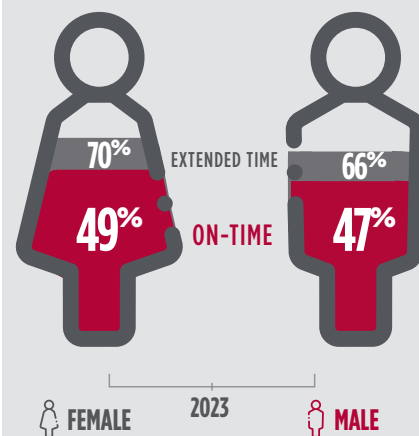 70%
EXTENDED TIME
66%
49%
ON-TIME
47%
2023
FEMALE
MALE